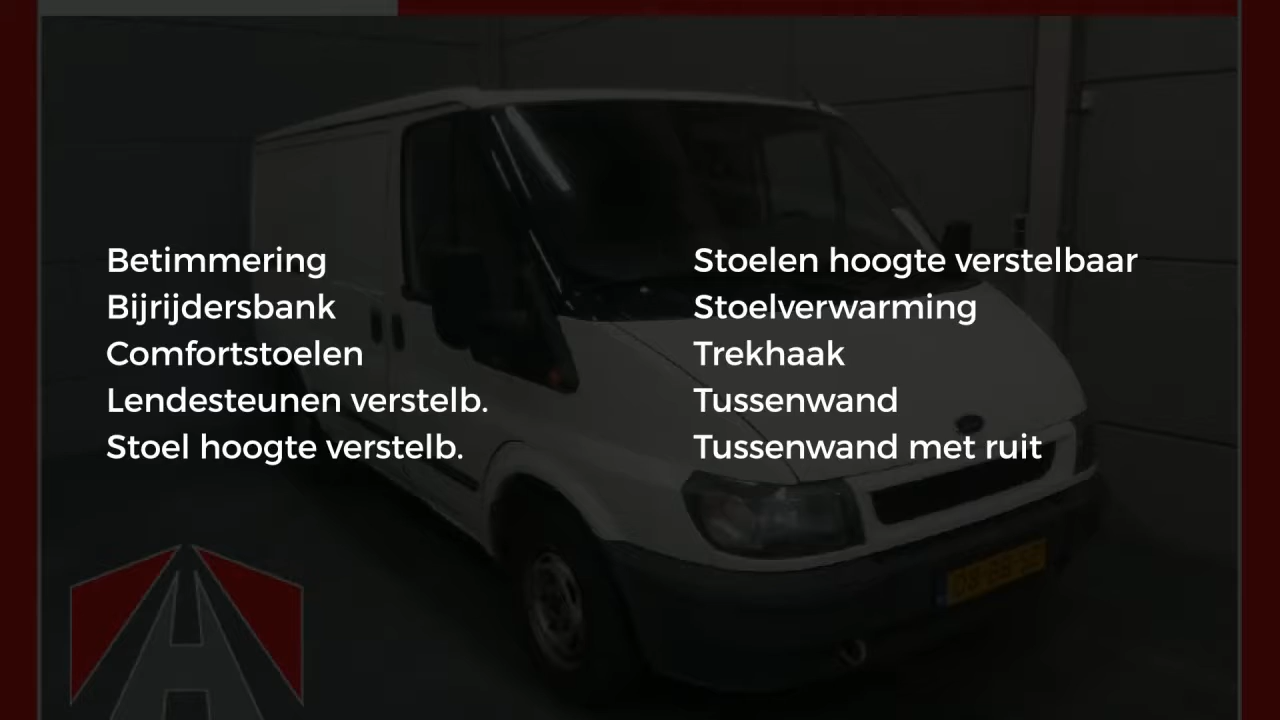 Betimmering
Bijrijdersbank
Comfortstoelen
Lendesteunen verstelb.
Stoel hoogte verstelb.
Stoelen hoogte verstelbaar
Stoelverwarming
Trekhaak
Tussenwand
Tussenwand met ruit